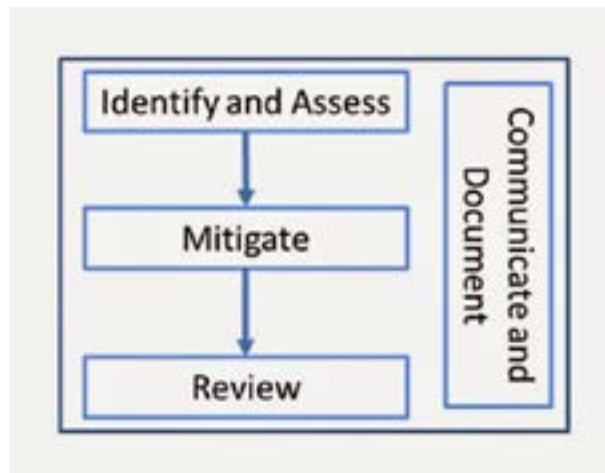 Identify and Assess
Mitigate
Review
Communicate and
Document